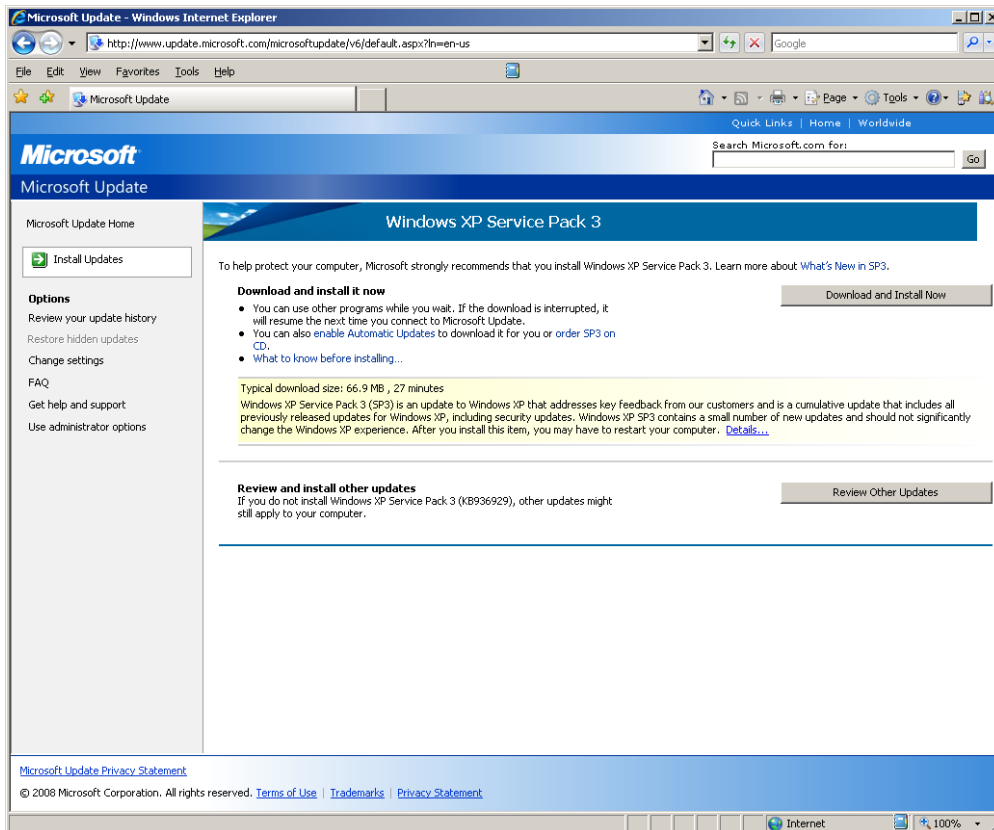 Microsoft Update - Windows Internet Explorer
http://www.update.microsoft.com/microsoftupdate/v6/default.aspx?ln=en-us
Google
File Edit View Favorites Tools Help
Microsoft Update
Page Tools
Quick Links | Home | Worldwide
Microsoft
Search Microsoft.com for:
Go
Microsoft Update
Microsoft Update Home
Install Updates
Options
Review your update history
Restore hidden updates
Change settings
FAQ
Get help and support
Use administrator options
Windows XP Service Pack 3
To help protect your computer, Microsoft strongly recommends that you install Windows XP Service Pack 3. Learn more about What's New in SP3.
Download and install it now
Download and Install Now
• You can use other programs while you wait. If the download is interrupted, it
will resume the next time you connect to Microsoft Update.
• You can also enable Automatic Updates to download it for you or order SP3 on
CD.
• What to know before installing...
Typical download size: 66.9 MB , 27 minutes
Windows XP Service Pack 3 (SP3) is an update to Windows XP that addresses key feedback from our customers and is a cumulative update that includes all
previously released updates for Windows XP, including security updates. Windows XP SP3 contains a small number of new updates and should not significantly
change the Windows XP experience. After you install this item, you may have to restart your computer. Details...
Review and install other updates
Review Other Updates
If you do not install Windows XP Service Pack 3 (KB936929), other updates might
still apply to your computer.
Microsoft Update Privacy Statement
© 2008 Microsoft Corporation. All rights reserved. Terms of Use | Trademarks | Privacy Statement
Internet
100%